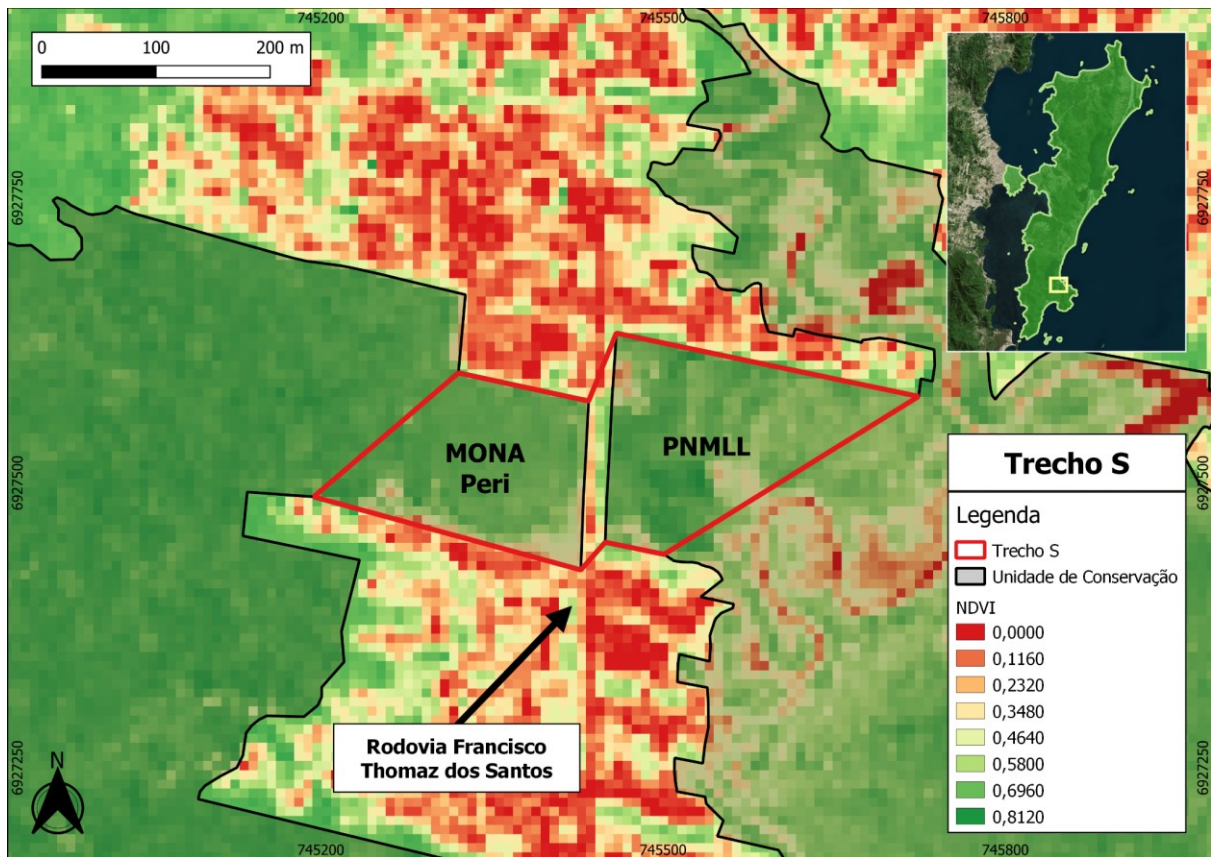 745200
745500
745800
0
100
200 m
6927750
6927750
MONA
Peri
PNMLL
6927500
6927500
Trecho S
Legenda
Trecho S
Unidade de Conservação
NDVI
0,0000
0,1160
0,2320
0,3480
0,4640
0,5800
0,6960
0,8120
Rodovia Francisco
Thomaz dos Santos
6927250
6927250
N
745200
745500
745800